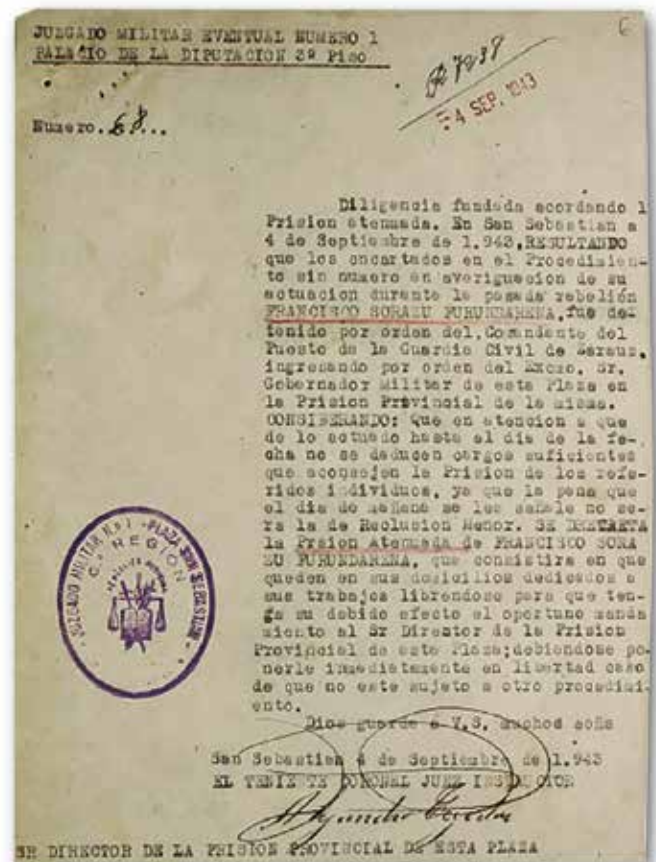 6
JUZGADO MILITAR EVENTUAL NUMERO 1
PALACIO DE LA DIPUTACION 3º Piso
4 SEP. 1943
Numero. 68...
Diligencia fundada acordando l
Prision atenuada. En San Sebastian a
4 de Septiembre de 1.943,RESULTANDO
que los encartados en el Procedimien-
to sin numero en averiguacion de su
actuacion durante la pasada rebelión
FRANCISCO SORAZU FURUNDARENA, fue de-
tenido por orden del, Comandante del
Puesto de la Guardia Civil de Zarauz,
ingresando por orden del Excmo. Sr.
Gobernador Militar de esta Plaza en
la Prision Provincial de la misma.
CONSIDERANDO: Que en atencion a que
de lo actuado hasta el dia de la fe-
cha no se deducen cargos suficientes
que aconsejen la Prision de los refe-
ridos individuos, ya que la pena que
el dia de mañana se les señale no se-
ra la de Reclusion Menor. SE DECRETA
la Prsion Atenuada de FRANCISCO SORA
ZU FURUNDARENA, que consistira en que
queden en sus domicilios dedicados a
sus trabajos librendose para que ten-
ga su debido efecto el oportuno manda
miento al Sr Director de la Prision
Provincial de esta Plaza;debiendose po-
nerle inmediatamente en libertad caso
de que no este sujeto a otro procedimi-
ento.
Dios guarde a V.S. muchos años
San Sebastian 4 de Septiembre de 1.943
EL TENIENTE CORONEL JUEZ INSTRUCTOR
SR DIRECTOR DE LA PRISION PROVINCIAL DE ESTA PLAZA
JUZGADO MILITAR N.º 1 - PLAZA SAN SEBASTIAN -
REGION